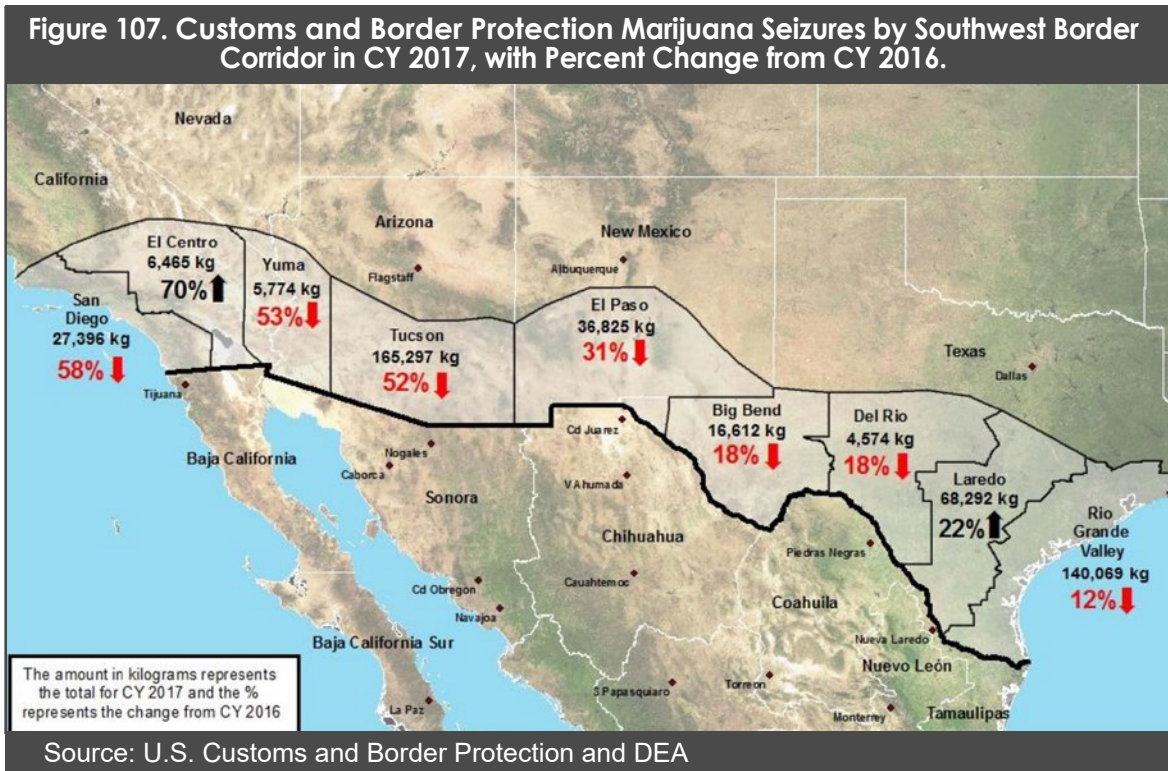 Figure 107. Customs and Border Protection Marijuana Seizures by Southwest Border
Corridor in CY 2017, with Percent Change from CY 2016.
Nevada
California
Arizona
New Mexico
Flagstaff
Albuquerque
El Centro
6,465 kg
70%
Yuma
5,774 kg
53%
San
Diego
27,396 kg
58%
Tucson
165,297 kg
52%
El Paso
36,825 kg
31%
Texas
Dallas
Big Bend
16,612 kg
18%
Del Rio
4,574 kg
18%
Laredo
68,292 kg
22%
Rio
Grande
Valley
140,069 kg
12%
Tijuana
Baja California
Nogales
Caborca
Sonora
Cd Juarez
V Ahumada
Chihuahua
Cauahtemoc
Piedras Negras
Coahuila
Cd Obregon
Navajoa
Baja California Sur
Nueva Laredo
Nuevo León
S Papasquiaro
Torreon
La Paz
Monterrey
Tamaulipas
The amount in kilograms represents
the total for CY 2017 and the %
represents the change from CY 2016
Source: U.S. Customs and Border Protection and DEA